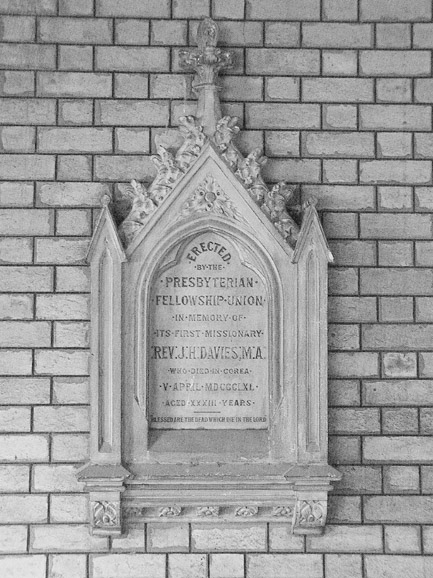 ERECTED
·BY·THE·
·PRESBYTERIAN·
·FELLOWSHIP·UNION·
·IN·MEMORY·OF·
·ITS·FIRST·MISSIONARY·
·REV.J.H.DAVIES,M.A.
·WHO·DIED·IN·COREA·
·V·APRIL·MDCCCLXL·
·AGED·XXXIII·YEARS·
BLESSED ARE THE DEAD WHICH DIE IN THE LORD